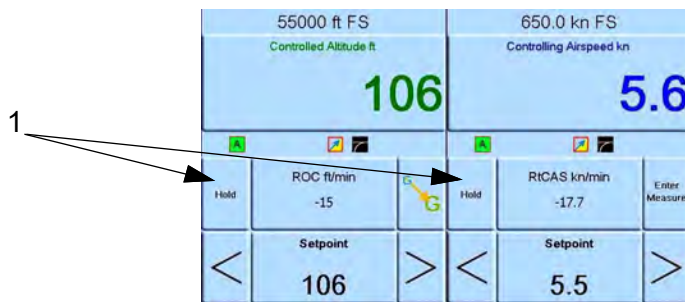 55000 ft FS
650.0 kn FS
Controlled Altitude ft
Controlling Airspeed kn
106
5.6
1
A
A
Hold
ROC ft/min
-15
G
G
Hold
RtCAS kn/min
-17.7
Enter
Measure
<
Setpoint
106
>
<
Setpoint
5.5
>